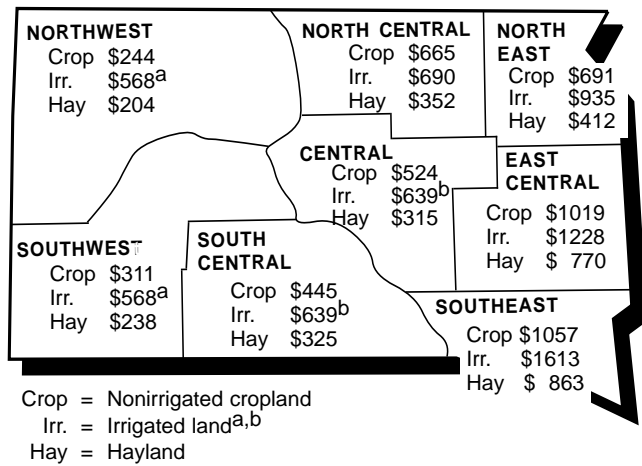 NORTHWEST
Crop $244
Irr. $568a
Hay $204
NORTH CENTRAL
Crop $665
Irr. $690
Hay $352
NORTH
EAST
Crop $691
Irr. $935
Hay $412
CENTRAL
Crop $524
Irr. $639b
Hay $315
EAST
CENTRAL
Crop $1019
Irr. $1228
Hay $ 770
SOUTHWEST
Crop $311
Irr. $568a
Hay $238
SOUTH
CENTRAL
Crop $445
Irr. $639b
Hay $325
SOUTHEAST
Crop $1057
Irr. $1613
Hay $ 863
Crop = Nonirrigated cropland
Irr. = Irrigated landa,b
Hay = Hayland